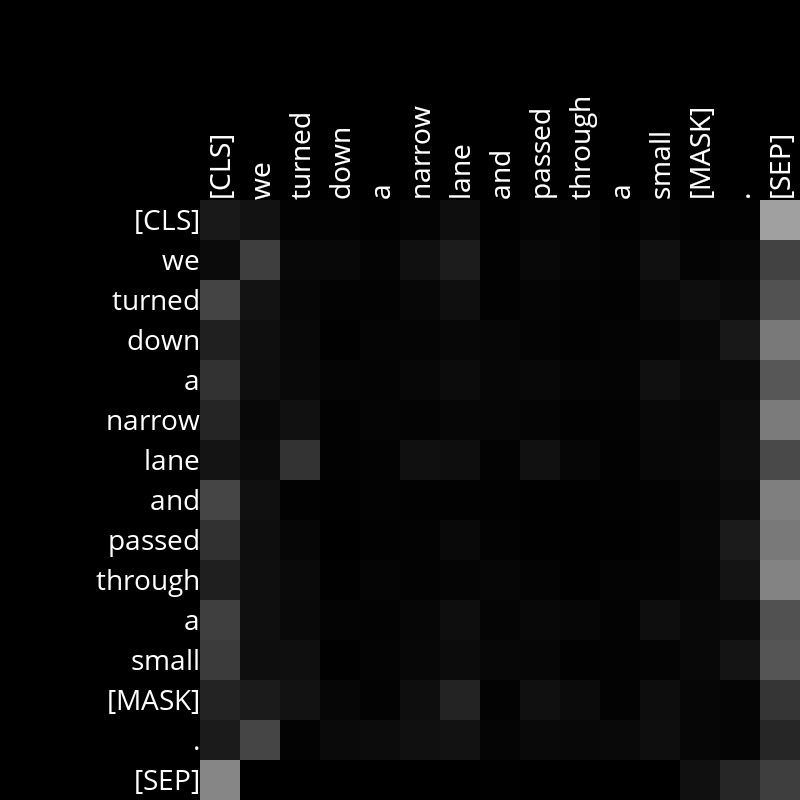 [CLS] we turned down a narrow lane and passed through a small [MASK] . [SEP]
[CLS]
we
turned
down
a
narrow
lane
and
passed
through
a
small
[MASK]
.
[SEP]